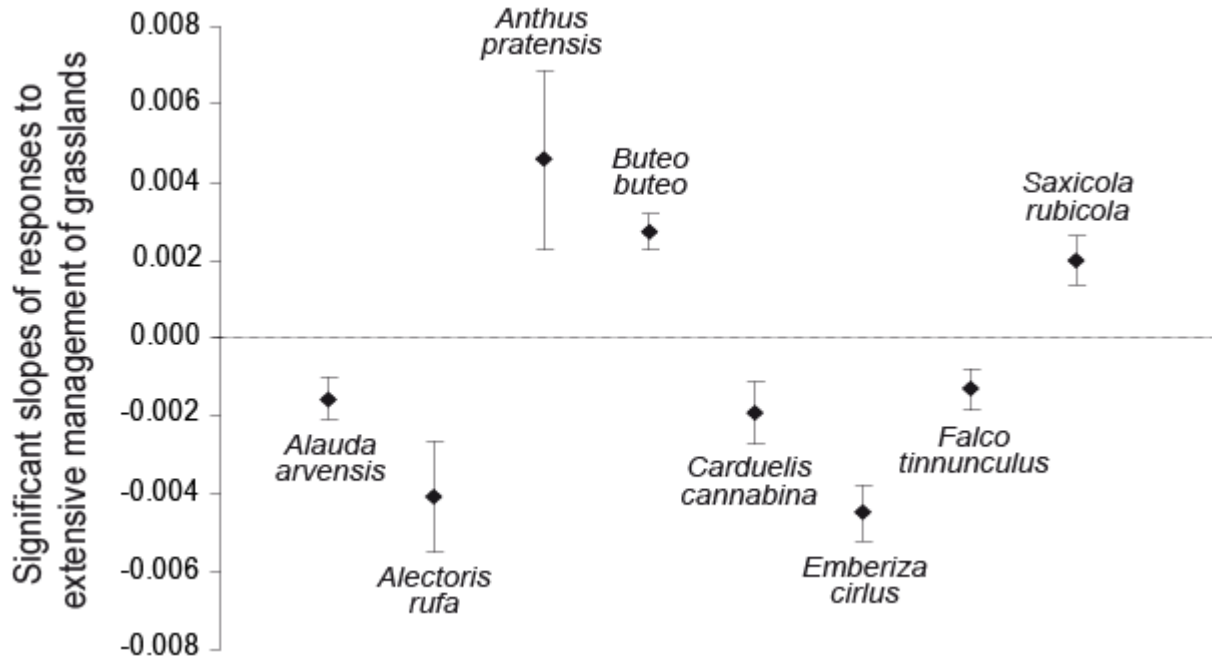 Significant slopes of responses to
extensive management of grasslands
0.008
0.006
0.004
0.002
0.000
-0.002
-0.004
-0.006
-0.008
Anthus
pratensis
Buteo
buteo
Saxicola
rubicola
Alauda
arvensis
Alectoris
rufa
Carduelis
cannabina
Emberiza
cirlus
Falco
tinnunculus